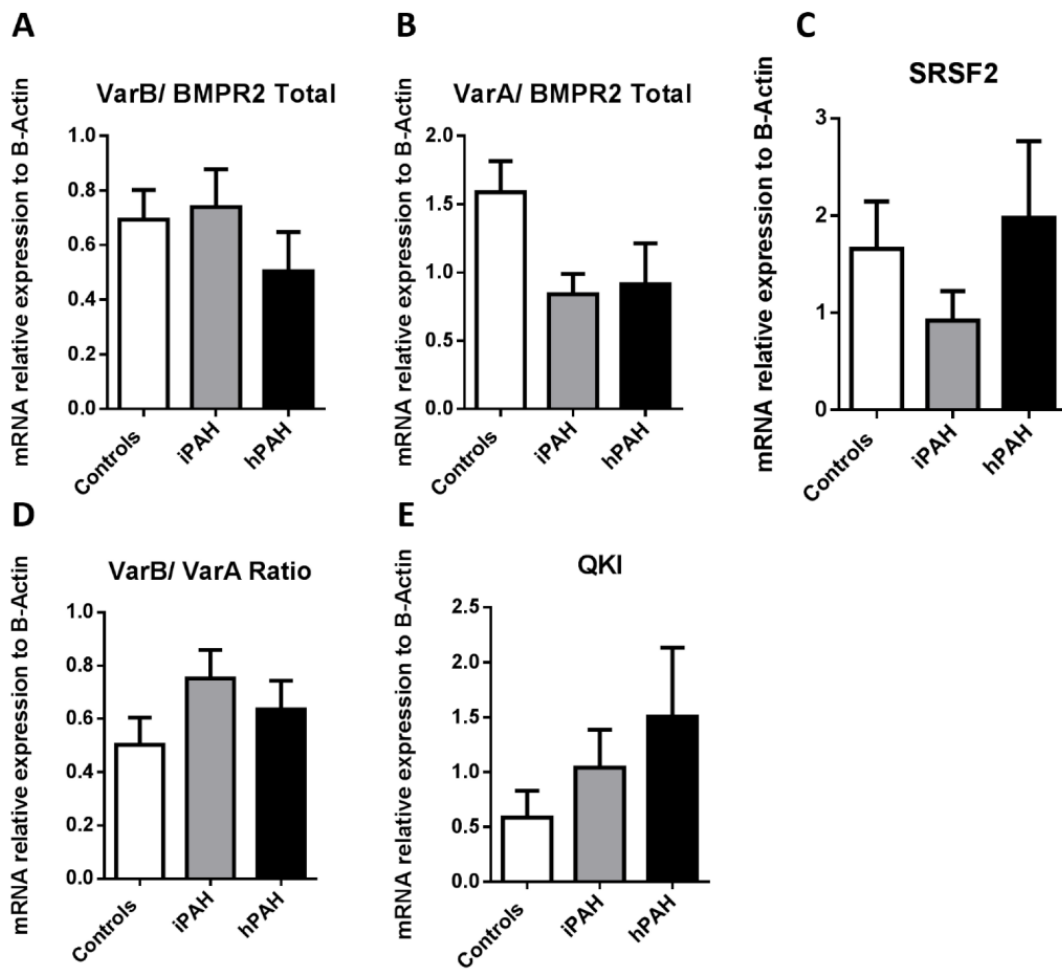 A
VarB/ BMPR2 Total
mRNA relative expression to B-Actin
1.0
0.8
0.6
0.4
0.2
0.0
Controls
iPAH
hPAH
B
VarA/ BMPR2 Total
mRNA relative expression to B-Actin
2.0
1.5
1.0
0.5
0.0
Controls
iPAH
hPAH
C
SRSF2
mRNA relative expression to B-Actin
3
2
1
0
Controls
iPAH
hPAH
D
VarB/ VarA Ratio
mRNA relative expression to B-Actin
1.0
0.8
0.6
0.4
0.2
0.0
Controls
iPAH
hPAH
E
QKI
mRNA relative expression to B-Actin
2.5
2.0
1.5
1.0
0.5
0.0
Controls
iPAH
hPAH